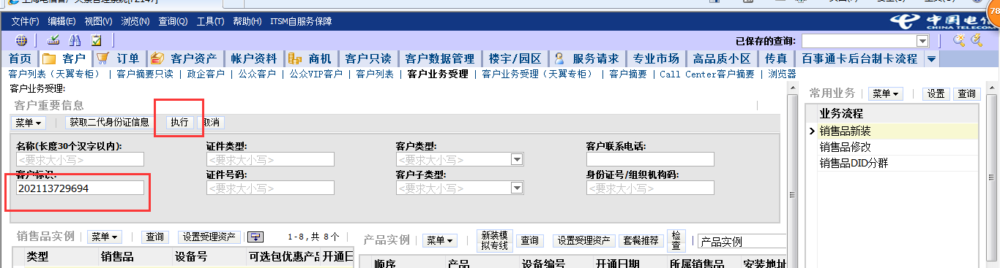 文件(F) 编辑(E) 视图(V) 浏览(N) 查询(Q) 工具(T) 帮助(H) ITSM自服务保障
中国电信
CHINA TELECOM
已保存的查询:
首页 客户 订单 客户资产 帐户资料 商机 客户只读 客户数据管理 楼宇/园区 服务请求 专业市场 高品质小区 传真 百事通卡后台制卡流程
客户列表（天翼专柜） | 客户摘要只读 | 政企客户 | 公众客户 | 公众VIP客户 | 客户列表 | 客户业务受理 | 客户业务受理（天翼专柜） | 客户摘要 | Call Center客户摘要 | 浏览器
客户业务受理:
客户重要信息
菜单 获取二代身份证信息 执行 取消
名称(长度30个汉字以内): 证件类型: 客户类型: 客户联系电话:
<要求大小写> <要求大小写> <要求大小写>
客户标识: 证件号码: 客户子类型: 身份证号/组织机构码:
202113729694 <要求大小写> <要求大小写> <要求大小写>
销售品实例 菜单 查询 设置受理资产 1-8,共 8个
类型 销售品 设备号 可选包优惠产品 开通日
产品实例 菜单 新装模拟专线 查询 设置受理资产 套餐推荐 检查 产品实例
顺序 产品 设备编号 开通日期 所属销售品 安装地址
常用业务 菜单 设置 查询
业务流程
销售品新装
销售品修改
销售品DID分群
78